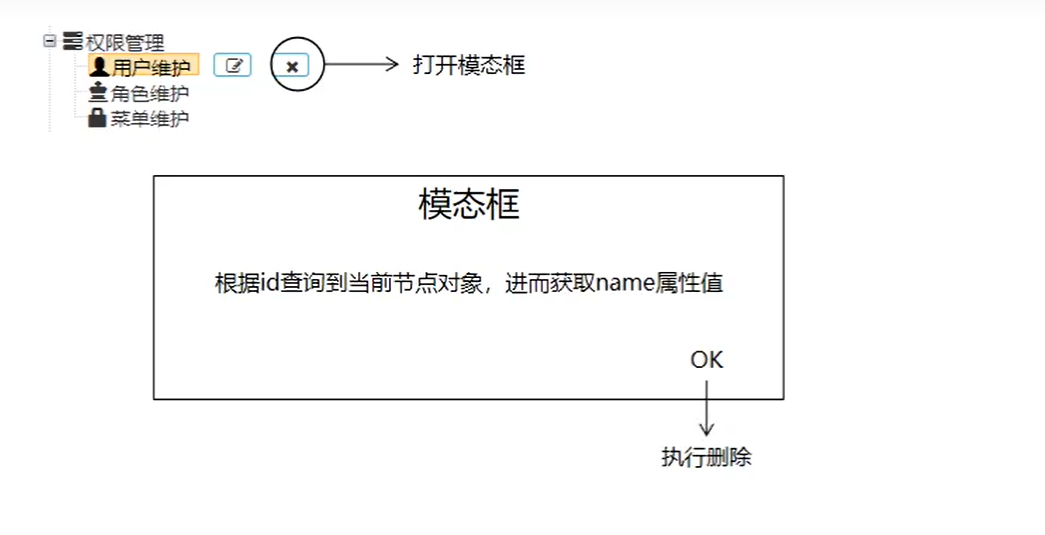 权限管理
用户维护
打开模态框
角色维护
菜单维护
模态框
根据id查询到当前节点对象，进而获取name属性值
OK
执行删除